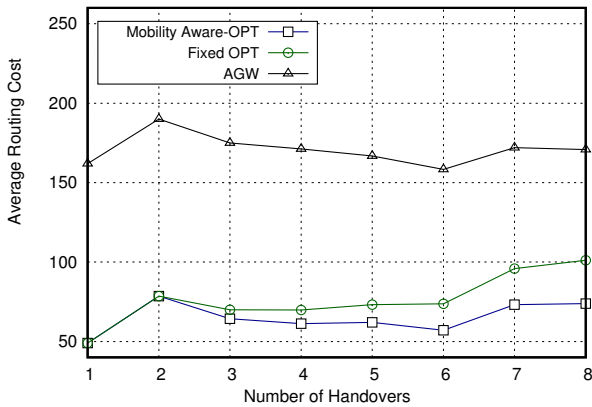 250
200
150
100
50
Average Routing Cost
Mobility Aware-OPT
Fixed OPT
AGW
1 2 3 4 5 6 7 8
Number of Handovers